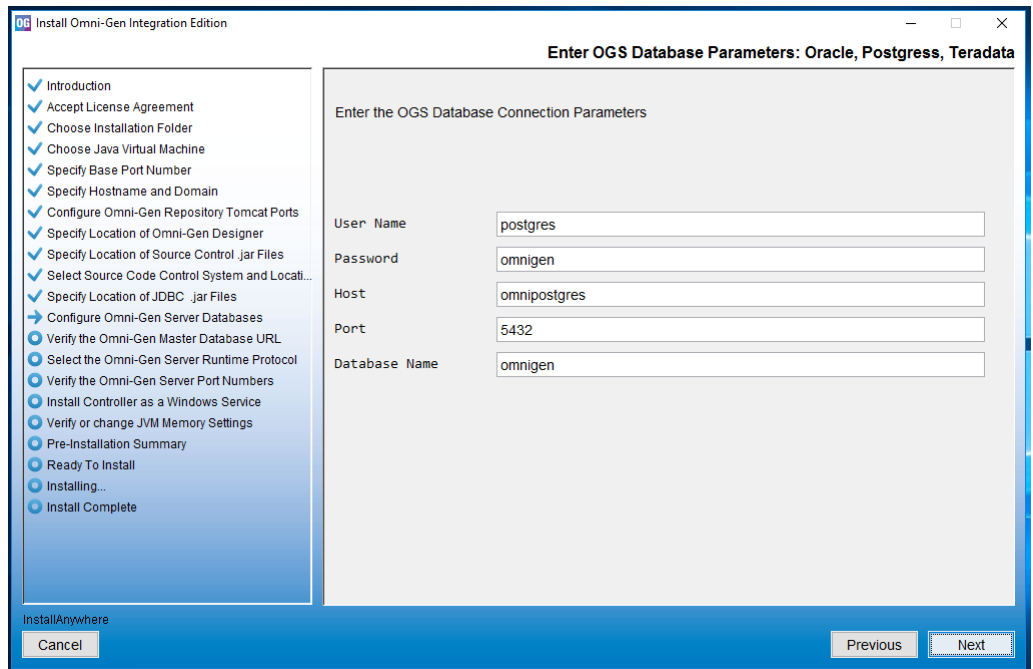 OG Install Omni-Gen Integration Edition
Enter OGS Database Parameters: Oracle, Postgress, Teradata
Introduction
Accept License Agreement
Choose Installation Folder
Choose Java Virtual Machine
Specify Base Port Number
Specify Hostname and Domain
Configure Omni-Gen Repository Tomcat Ports
Specify Location of Omni-Gen Designer
Specify Location of Source Control .jar Files
Select Source Code Control System and Locati...
Specify Location of JDBC .jar Files
Configure Omni-Gen Server Databases
Verify the Omni-Gen Master Database URL
Select the Omni-Gen Server Runtime Protocol
Verify the Omni-Gen Server Port Numbers
Install Controller as a Windows Service
Verify or change JVM Memory Settings
Pre-Installation Summary
Ready To Install
Installing...
Install Complete
Enter the OGS Database Connection Parameters
User Name postgres
Password omnigen
Host omnipostgres
Port 5432
Database Name omnigen
InstallAnywhere
Cancel Previous Next